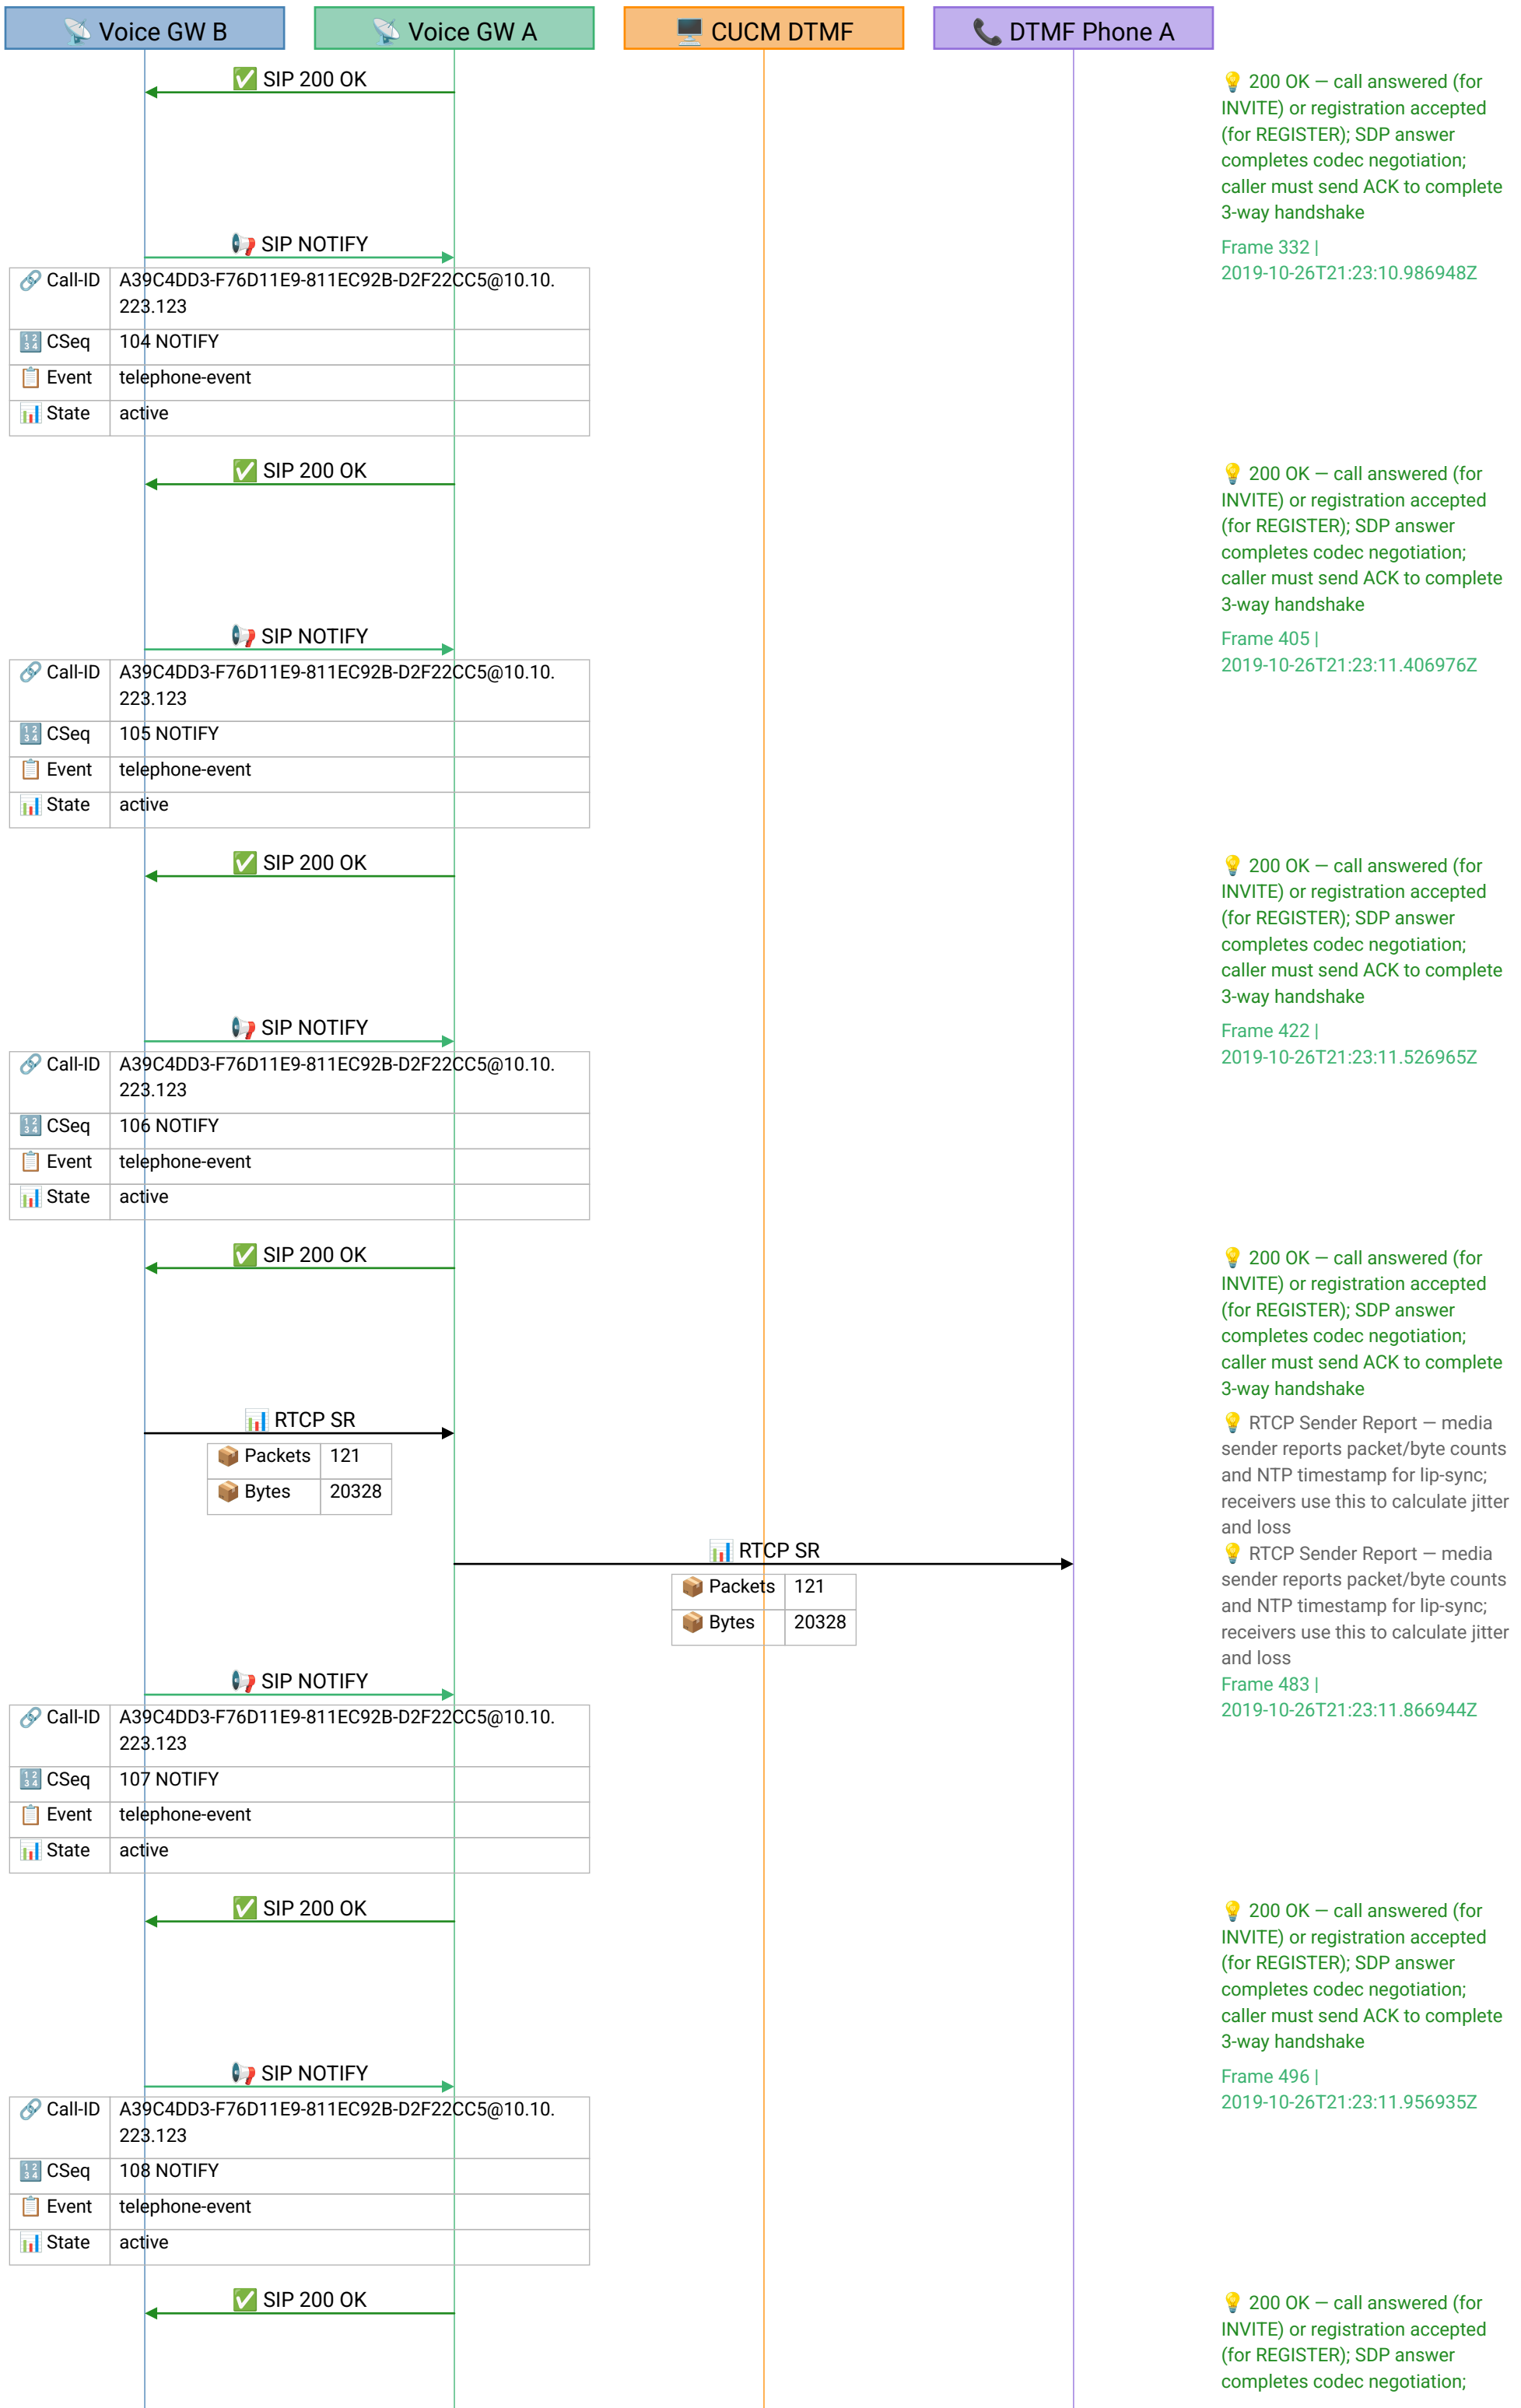 📡 Voice GW B
📡 Voice GW A
🖥️ CUCM DTMF
📞 DTMF Phone A
✅ SIP 200 OK
💡 200 OK — call answered (for
INVITE) or registration accepted
(for REGISTER); SDP answer
completes codec negotiation;
caller must send ACK to complete
3-way handshake
📢 SIP NOTIFY
Frame 332 |
2019-10-26T21:23:10.986948Z
🔗 Call-ID A39C4DD3-F76D11E9-811EC92B-D2F22CC5@10.10.
223.123
🔢 CSeq 104 NOTIFY
📋 Event telephone-event
📊 State active
✅ SIP 200 OK
💡 200 OK — call answered (for
INVITE) or registration accepted
(for REGISTER); SDP answer
completes codec negotiation;
caller must send ACK to complete
3-way handshake
📢 SIP NOTIFY
Frame 405 |
2019-10-26T21:23:11.406976Z
🔗 Call-ID A39C4DD3-F76D11E9-811EC92B-D2F22CC5@10.10.
223.123
🔢 CSeq 105 NOTIFY
📋 Event telephone-event
📊 State active
✅ SIP 200 OK
💡 200 OK — call answered (for
INVITE) or registration accepted
(for REGISTER); SDP answer
completes codec negotiation;
caller must send ACK to complete
3-way handshake
📢 SIP NOTIFY
Frame 422 |
2019-10-26T21:23:11.526965Z
🔗 Call-ID A39C4DD3-F76D11E9-811EC92B-D2F22CC5@10.10.
223.123
🔢 CSeq 106 NOTIFY
📋 Event telephone-event
📊 State active
✅ SIP 200 OK
💡 200 OK — call answered (for
INVITE) or registration accepted
(for REGISTER); SDP answer
completes codec negotiation;
caller must send ACK to complete
3-way handshake
📊 RTCP SR
📦 Packets 121
📦 Bytes 20328
💡 RTCP Sender Report — media
sender reports packet/byte counts
and NTP timestamp for lip-sync;
receivers use this to calculate jitter
and loss
📊 RTCP SR
📦 Packets 121
📦 Bytes 20328
💡 RTCP Sender Report — media
sender reports packet/byte counts
and NTP timestamp for lip-sync;
receivers use this to calculate jitter
and loss
📢 SIP NOTIFY
Frame 483 |
2019-10-26T21:23:11.866944Z
🔗 Call-ID A39C4DD3-F76D11E9-811EC92B-D2F22CC5@10.10.
223.123
🔢 CSeq 107 NOTIFY
📋 Event telephone-event
📊 State active
✅ SIP 200 OK
💡 200 OK — call answered (for
INVITE) or registration accepted
(for REGISTER); SDP answer
completes codec negotiation;
caller must send ACK to complete
3-way handshake
📢 SIP NOTIFY
Frame 496 |
2019-10-26T21:23:11.956935Z
🔗 Call-ID A39C4DD3-F76D11E9-811EC92B-D2F22CC5@10.10.
223.123
🔢 CSeq 108 NOTIFY
📋 Event telephone-event
📊 State active
✅ SIP 200 OK
💡 200 OK — call answered (for
INVITE) or registration accepted
(for REGISTER); SDP answer
completes codec negotiation;